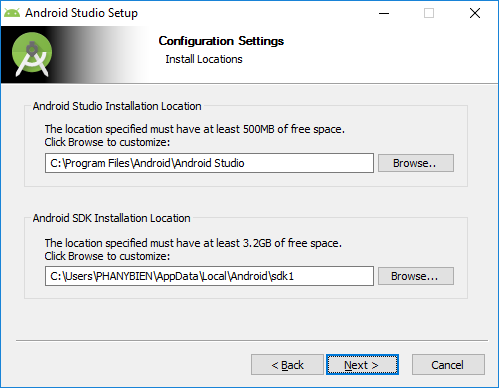 Android Studio Setup
Configuration Settings
Install Locations
Android Studio Installation Location
The location specified must have at least 500MB of free space.
Click Browse to customize:
C:\Program Files\Android\Android Studio
Browse..
Android SDK Installation Location
The location specified must have at least 3.2GB of free space.
Click Browse to customize:
C:\Users\PHANYBIEN\AppData\Local\Android\sdk1
Browse...
< Back
Next >
Cancel